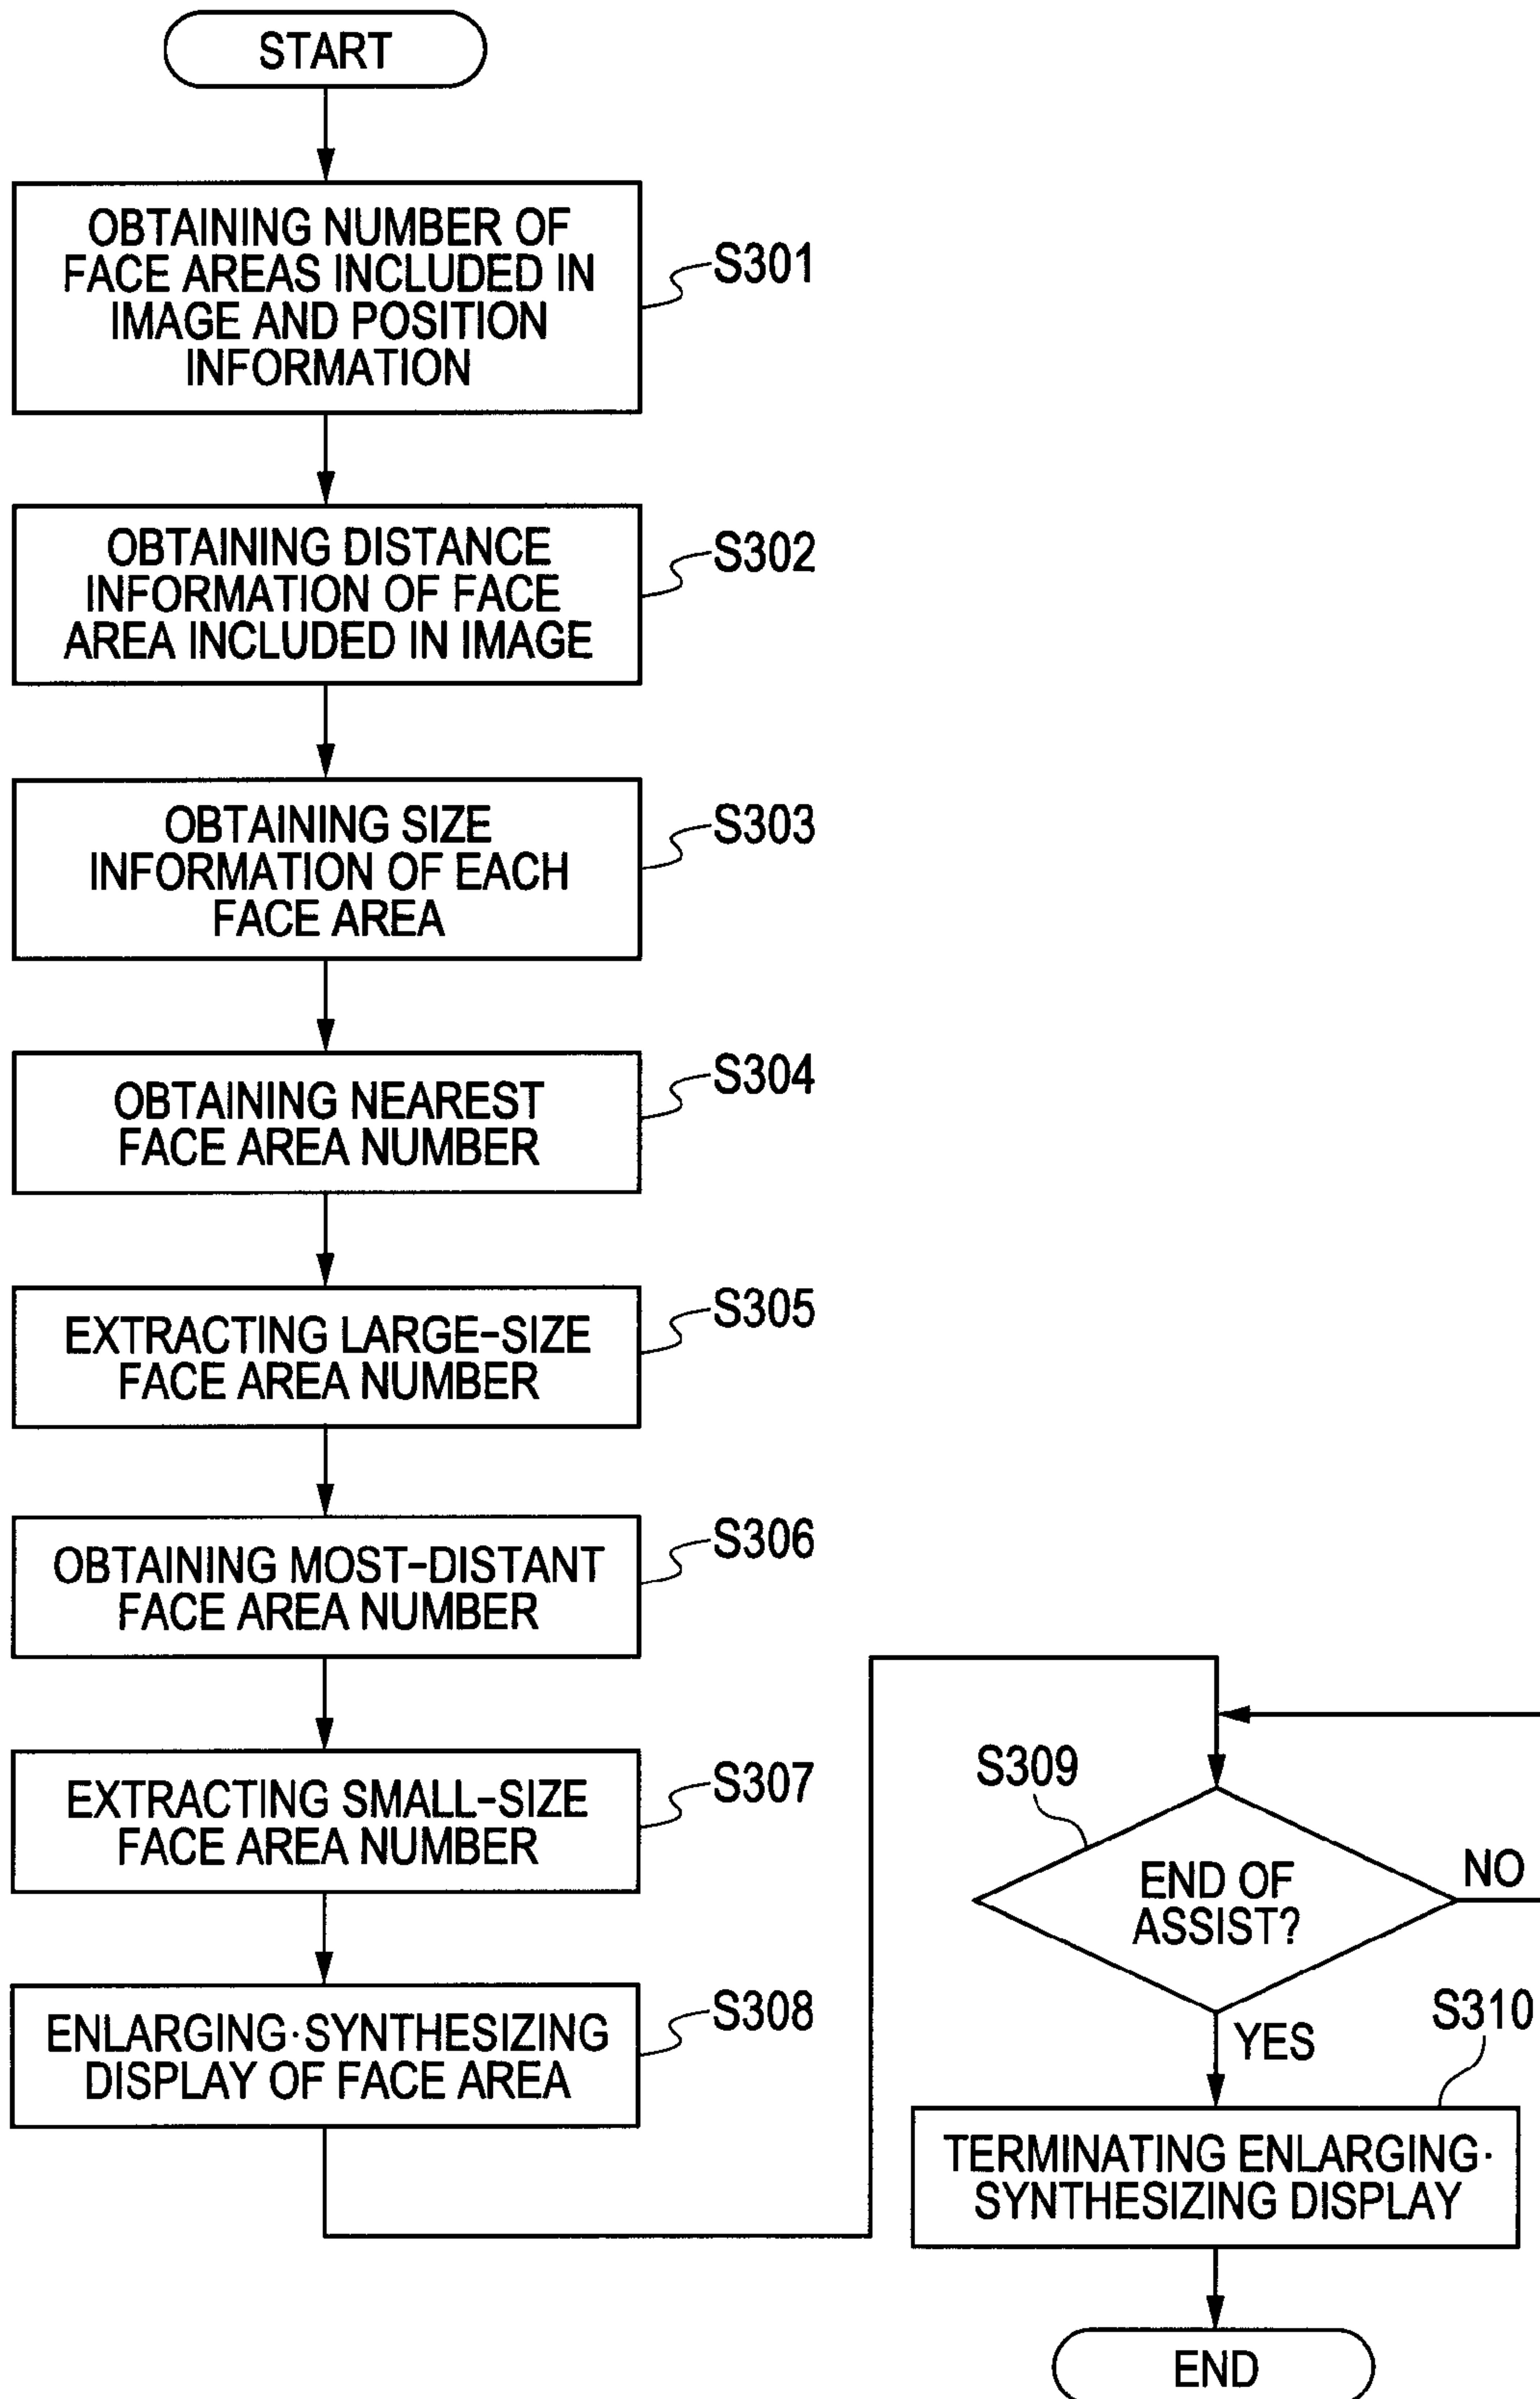 START
OBTAINING NUMBER OF
FACE AREAS INCLUDED IN
IMAGE AND POSITION
INFORMATION
S301
OBTAINING DISTANCE
INFORMATION OF FACE
AREA INCLUDED IN IMAGE
S302
OBTAINING SIZE
INFORMATION OF EACH
FACE AREA
S303
OBTAINING NEAREST
FACE AREA NUMBER
S304
EXTRACTING LARGE-SIZE
FACE AREA NUMBER
S305
OBTAINING MOST-DISTANT
FACE AREA NUMBER
S306
EXTRACTING SMALL-SIZE
FACE AREA NUMBER
S307
ENLARGING·SYNTHESIZING
DISPLAY OF FACE AREA
S308
S309
END OF
ASSIST?
NO
YES
S310
TERMINATING ENLARGING·
SYNTHESIZING DISPLAY
END